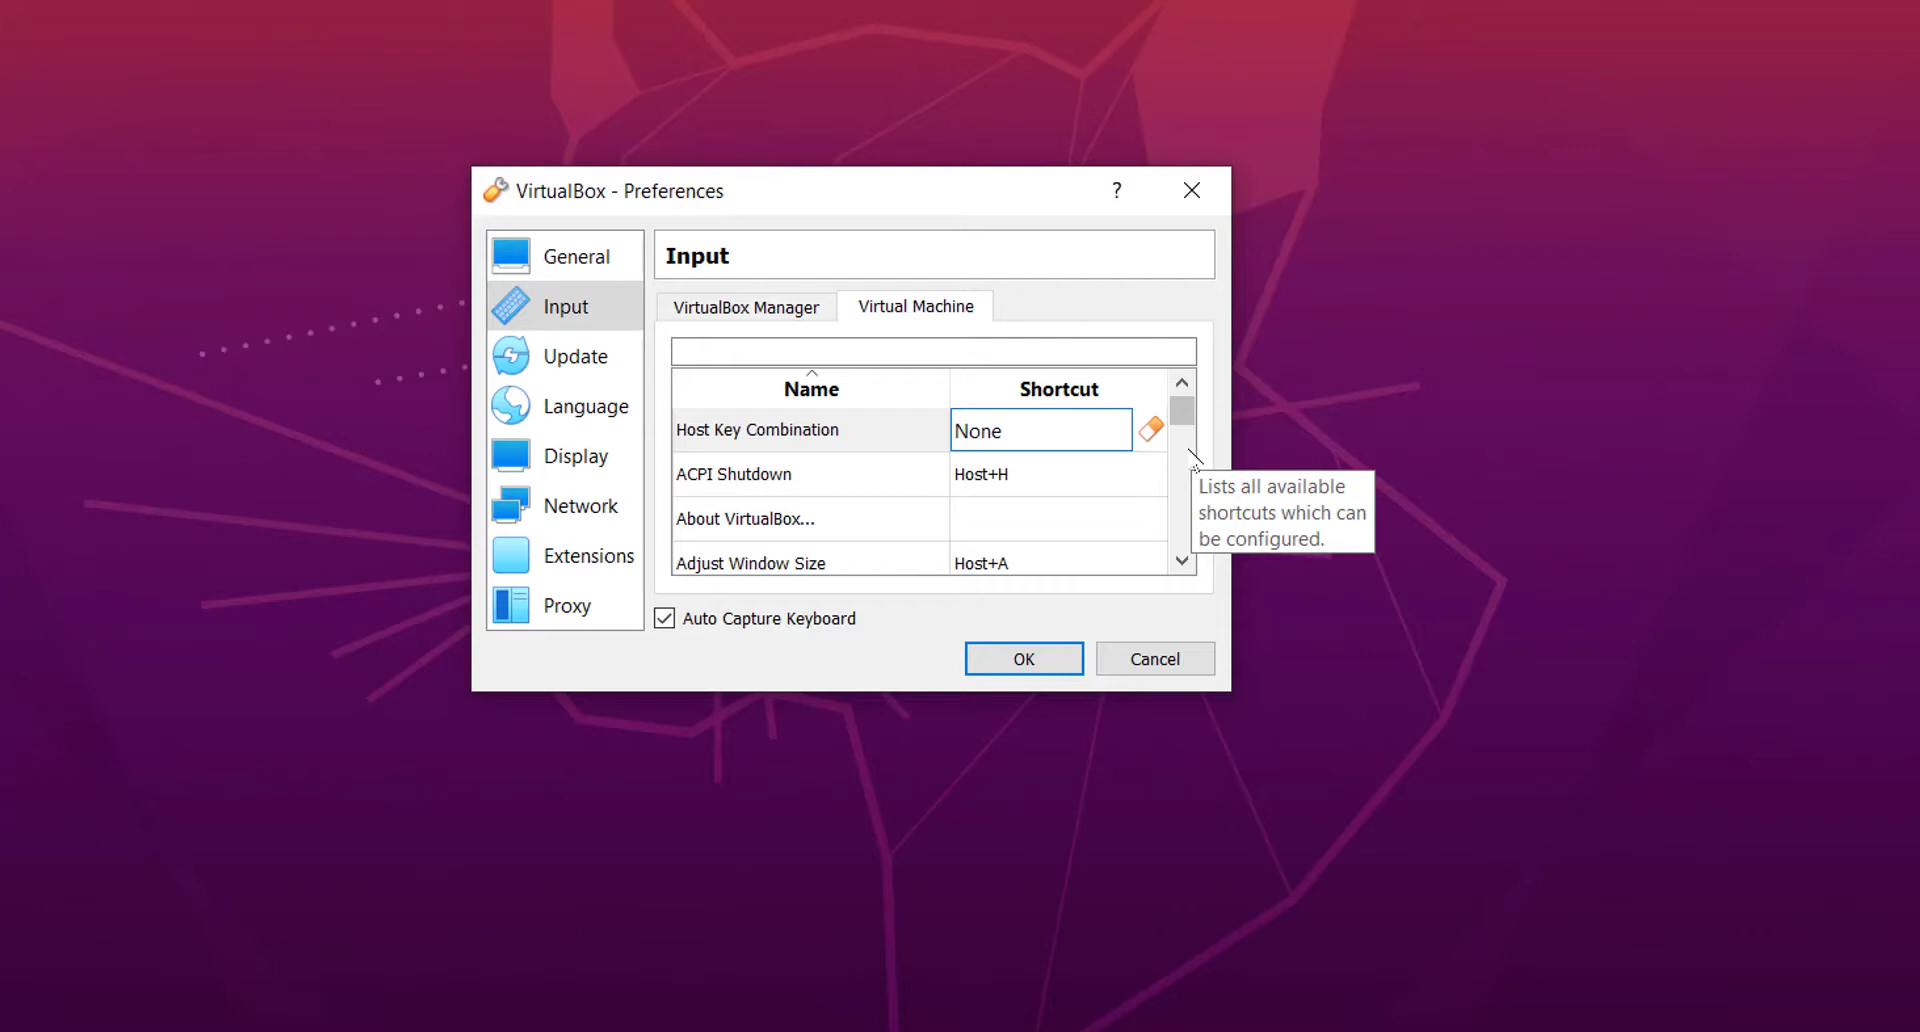 VirtualBox - Preferences
?
General
Input
Update
Language
Display
Network
Extensions
Proxy
Input
VirtualBox Manager
Virtual Machine
Name Shortcut
Host Key Combination None
ACPI Shutdown Host+H
About VirtualBox...
Adjust Window Size Host+A
Lists all available
shortcuts which can
be configured.
Auto Capture Keyboard
OK
Cancel